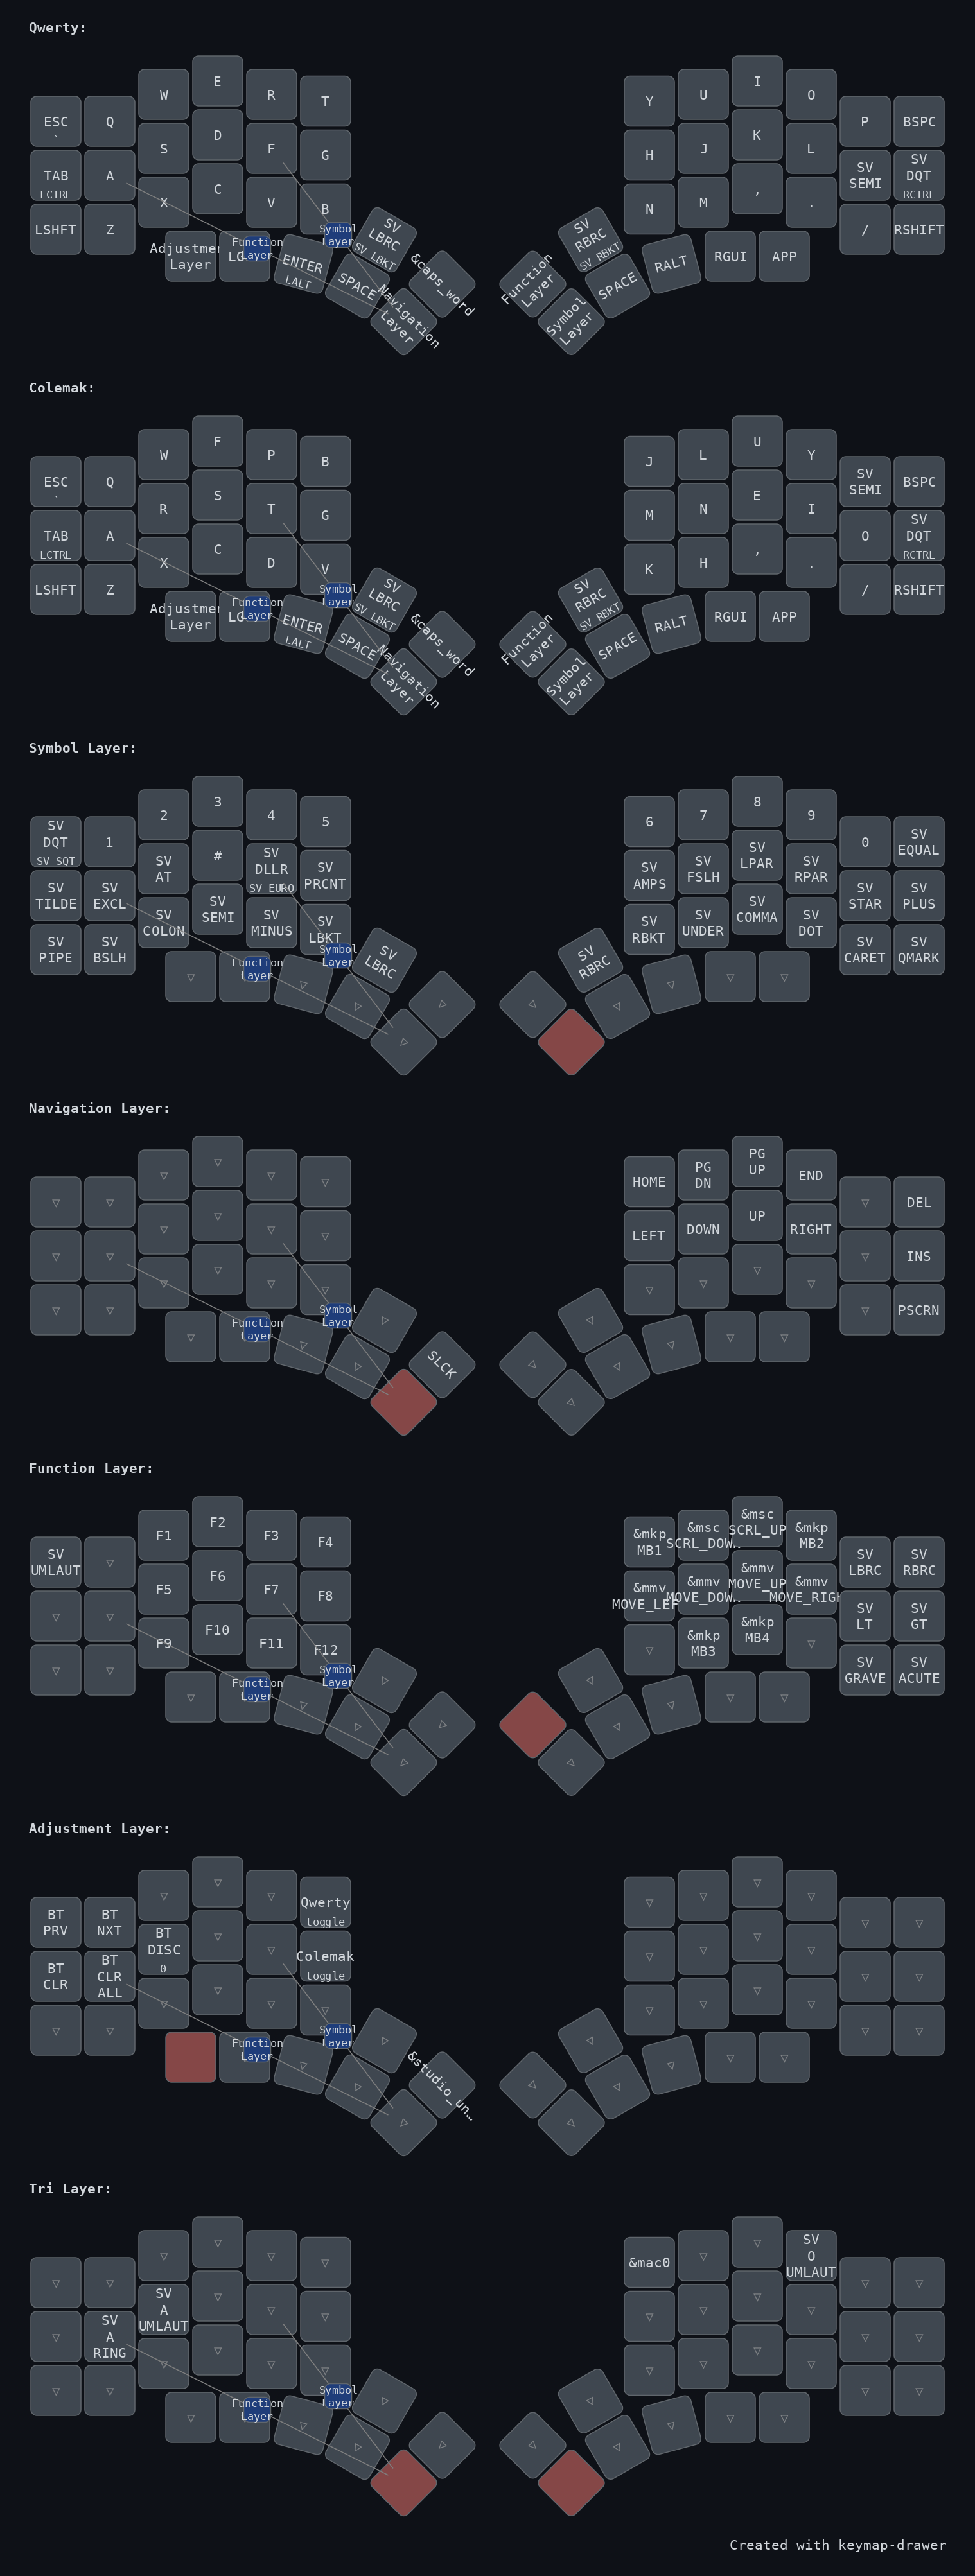 Qwerty:
E
W R
T
ESC Q
`
D
S F
G
TAB A
LCTRL
C
X V
B
LSHFT Z
SV
LBRC
SV LBKT
Symbol
Layer
Function
Layer
Adjustmen
Layer
LG
ENTER
LALT
SPACE
Navigation
Layer
&caps_word
I
U O
Y
P BSPC
K
J L
H
SV
SEMI
SV
DQT
RCTRL
,
M .
N
/ RSHIFT
SV
RBRC
SV RBKT
Function
Layer
Symbol
Layer
SPACE
RALT
RGUI APP
Colemak:
F
W P
B
ESC Q
`
S
R T
G
TAB A
LCTRL
C
X D
V
LSHFT Z
SV
LBRC
SV LBKT
Symbol
Layer
Function
Layer
Adjustmen
Layer
LG
ENTER
LALT
SPACE
Navigation
Layer
&caps_word
U
L Y
J
SV
SEMI
BSPC
E
N I
M
O
SV
DQT
RCTRL
,
H .
K
/ RSHIFT
SV
RBRC
SV RBKT
Function
Layer
Symbol
Layer
SPACE
RALT
RGUI APP
Symbol Layer:
3
2 4
5
SV
DQT
SV SQT
1
#
SV
AT
SV
DLLR
SV EURO
SV
PRCNT
SV
TILDE
SV
EXCL
SV
SEMI
SV
COLON
SV
MINUS
SV
LBKT
SV
PIPE
SV
BSLH
SV
LBRC
Symbol
Layer
Function
Layer
8
7 9
6
0
SV
EQUAL
SV
LPAR
SV
FSLH
SV
RPAR
SV
AMPS
SV
STAR
SV
PLUS
SV
COMMA
SV
UNDER
SV
DOT
SV
RBKT
SV
CARET
SV
QMARK
SV
RBRC
Navigation Layer:
Symbol
Layer
Function
Layer
SLCK
PG
UP
PG
DN
END
HOME
DEL
UP
DOWN RIGHT
LEFT
INS
PSCRN
Function Layer:
F2
F1 F3
F4
SV
UMLAUT
F6
F5 F7
F8
F10
F9 F11
F12
Symbol
Layer
Function
Layer
&msc
SCRL_UP
&msc
SCRL_DOW…
&mkp
MB2
&mkp
MB1
SV
LBRC
SV
RBRC
&mmv
MOVE_UP
&mmv
MOVE_DOW…
&mmv
MOVE_RIGH
&mmv
MOVE_LEF
SV
LT
SV
GT
&mkp
MB4
&mkp
MB3
SV
GRAVE
SV
ACUTE
Adjustment Layer:
Qwerty
toggle
BT
PRV
BT
NXT
BT
DISC
0
Colemak
toggle
BT
CLR
BT
CLR
ALL
Symbol
Layer
Function
Layer
&studio_un…
Tri Layer:
SV
A
UMLAUT
SV
A
RING
Symbol
Layer
Function
Layer
&mac0
SV
O
UMLAUT
Created with keymap-drawer